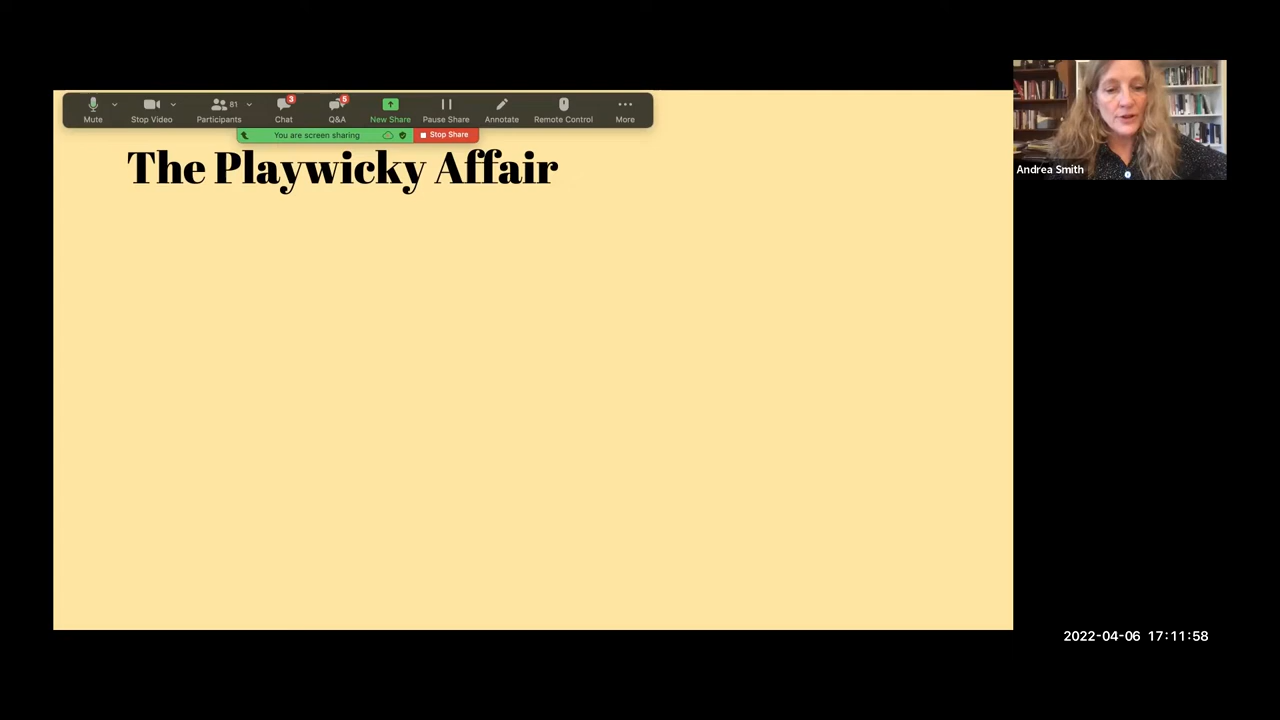 81 3 5
Mute Stop Video Participants Chat Q&A New Share Pause Share Annotate Remote Control More
You are screen sharing Stop Share
The Playwicky Affair
Andrea Smith
2022-04-06 17:11:58